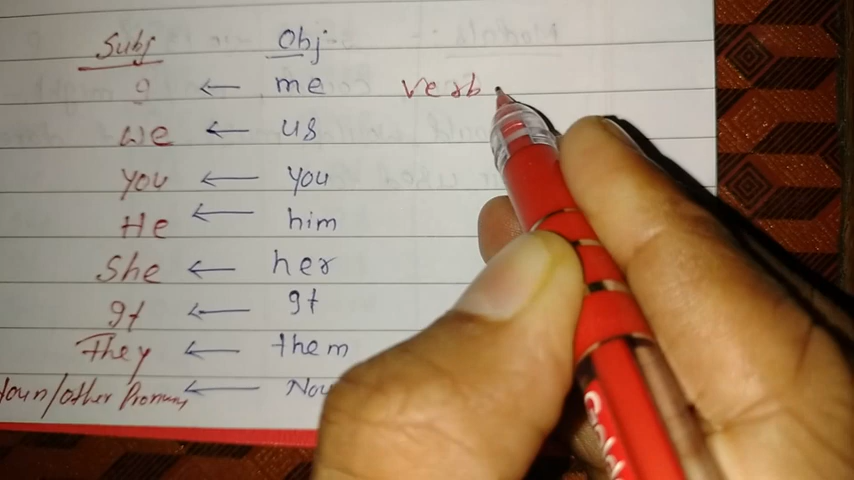 Subj Obj
I ← me verb
we ← us
you ← you
He ← him
She ← her
It ← It
They ← them
Noun/other Pronoun ← Nou